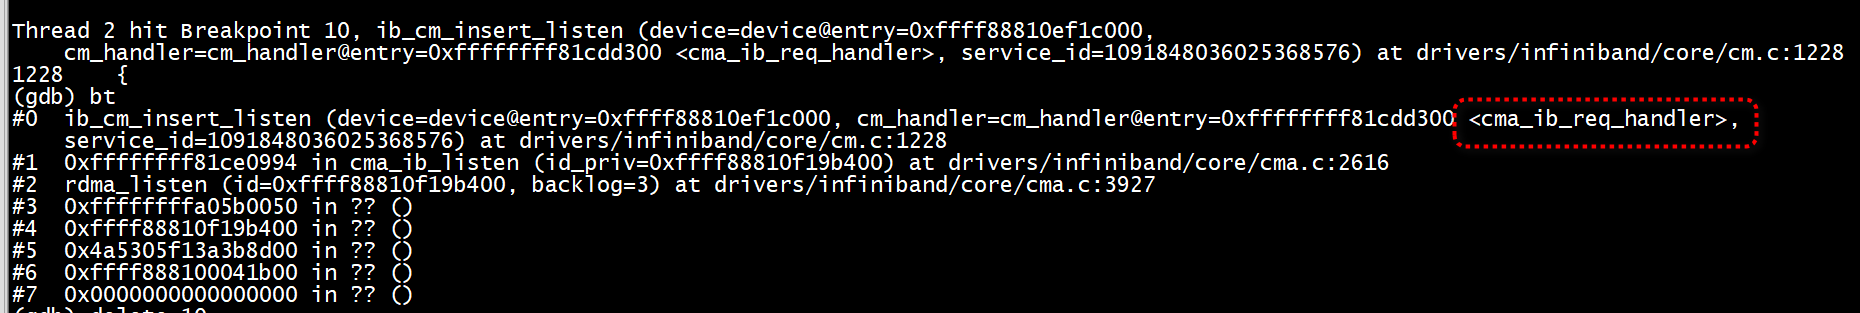 Thread 2 hit Breakpoint 10, ib_cm_insert_listen (device=device@entry=0xffff88810ef1c000,
    cm_handler=cm_handler@entry=0xffffffff81cdd300 <cma_ib_req_handler>, service_id=1091848036025368576) at drivers/infiniband/core/cm.c:1228
1228    {
(gdb) bt
#0  ib_cm_insert_listen (device=device@entry=0xffff88810ef1c000, cm_handler=cm_handler@entry=0xffffffff81cdd300 <cma_ib_req_handler>,
    service_id=1091848036025368576) at drivers/infiniband/core/cm.c:1228
#1  0xffffffff81ce0994 in cma_ib_listen (id_priv=0xffff88810f19b400) at drivers/infiniband/core/cma.c:2616
#2  rdma_listen (id=0xffff88810f19b400, backlog=3) at drivers/infiniband/core/cma.c:3927
#3  0xffffffffa05b0050 in ?? ()
#4  0xffff88810f19b400 in ?? ()
#5  0x4a5305f13a3b8d00 in ?? ()
#6  0xffff888100041b00 in ?? ()
#7  0x0000000000000000 in ?? ()
(gdb) delete 10